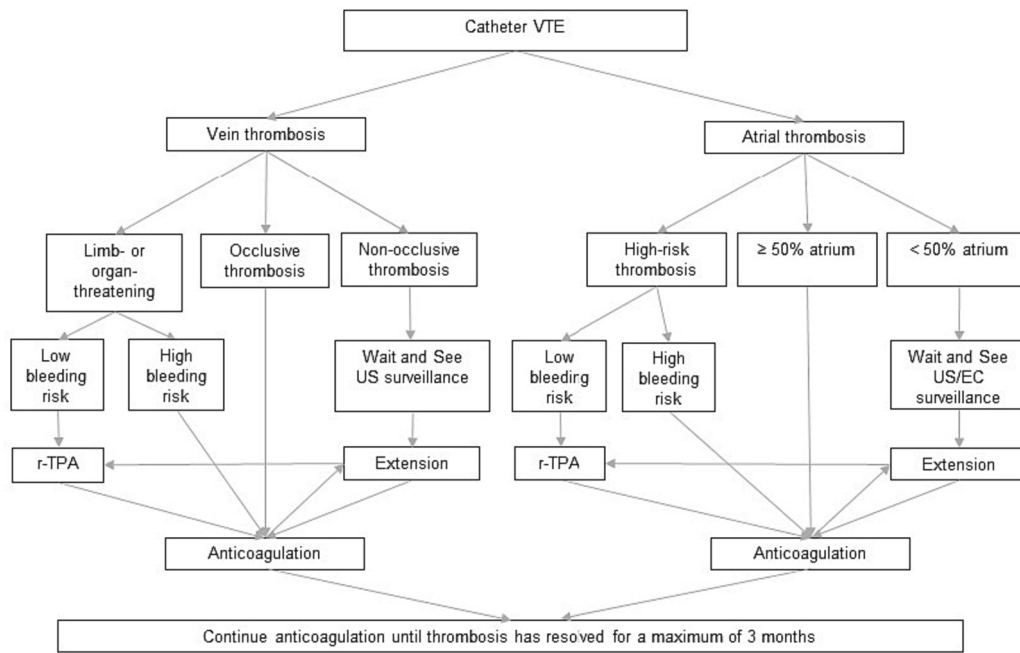 Catheter VTE
Vein thrombosis
Atrial thrombosis
Limb- or
organ-
threatening
Occlusive
thrombosis
Non-occlusive
thrombosis
High-risk
thrombosis
≥ 50% atrium
< 50% atrium
Low
bleeding
risk
High
bleeding
risk
Wait and See
US surveillance
Low
bleeding
risk
High
bleeding
risk
Wait and See
US/EC
surveillance
r-TPA
Extension
r-TPA
Extension
Anticoagulation
Anticoagulation
Continue anticoagulation until thrombosis has resolved for a maximum of 3 months